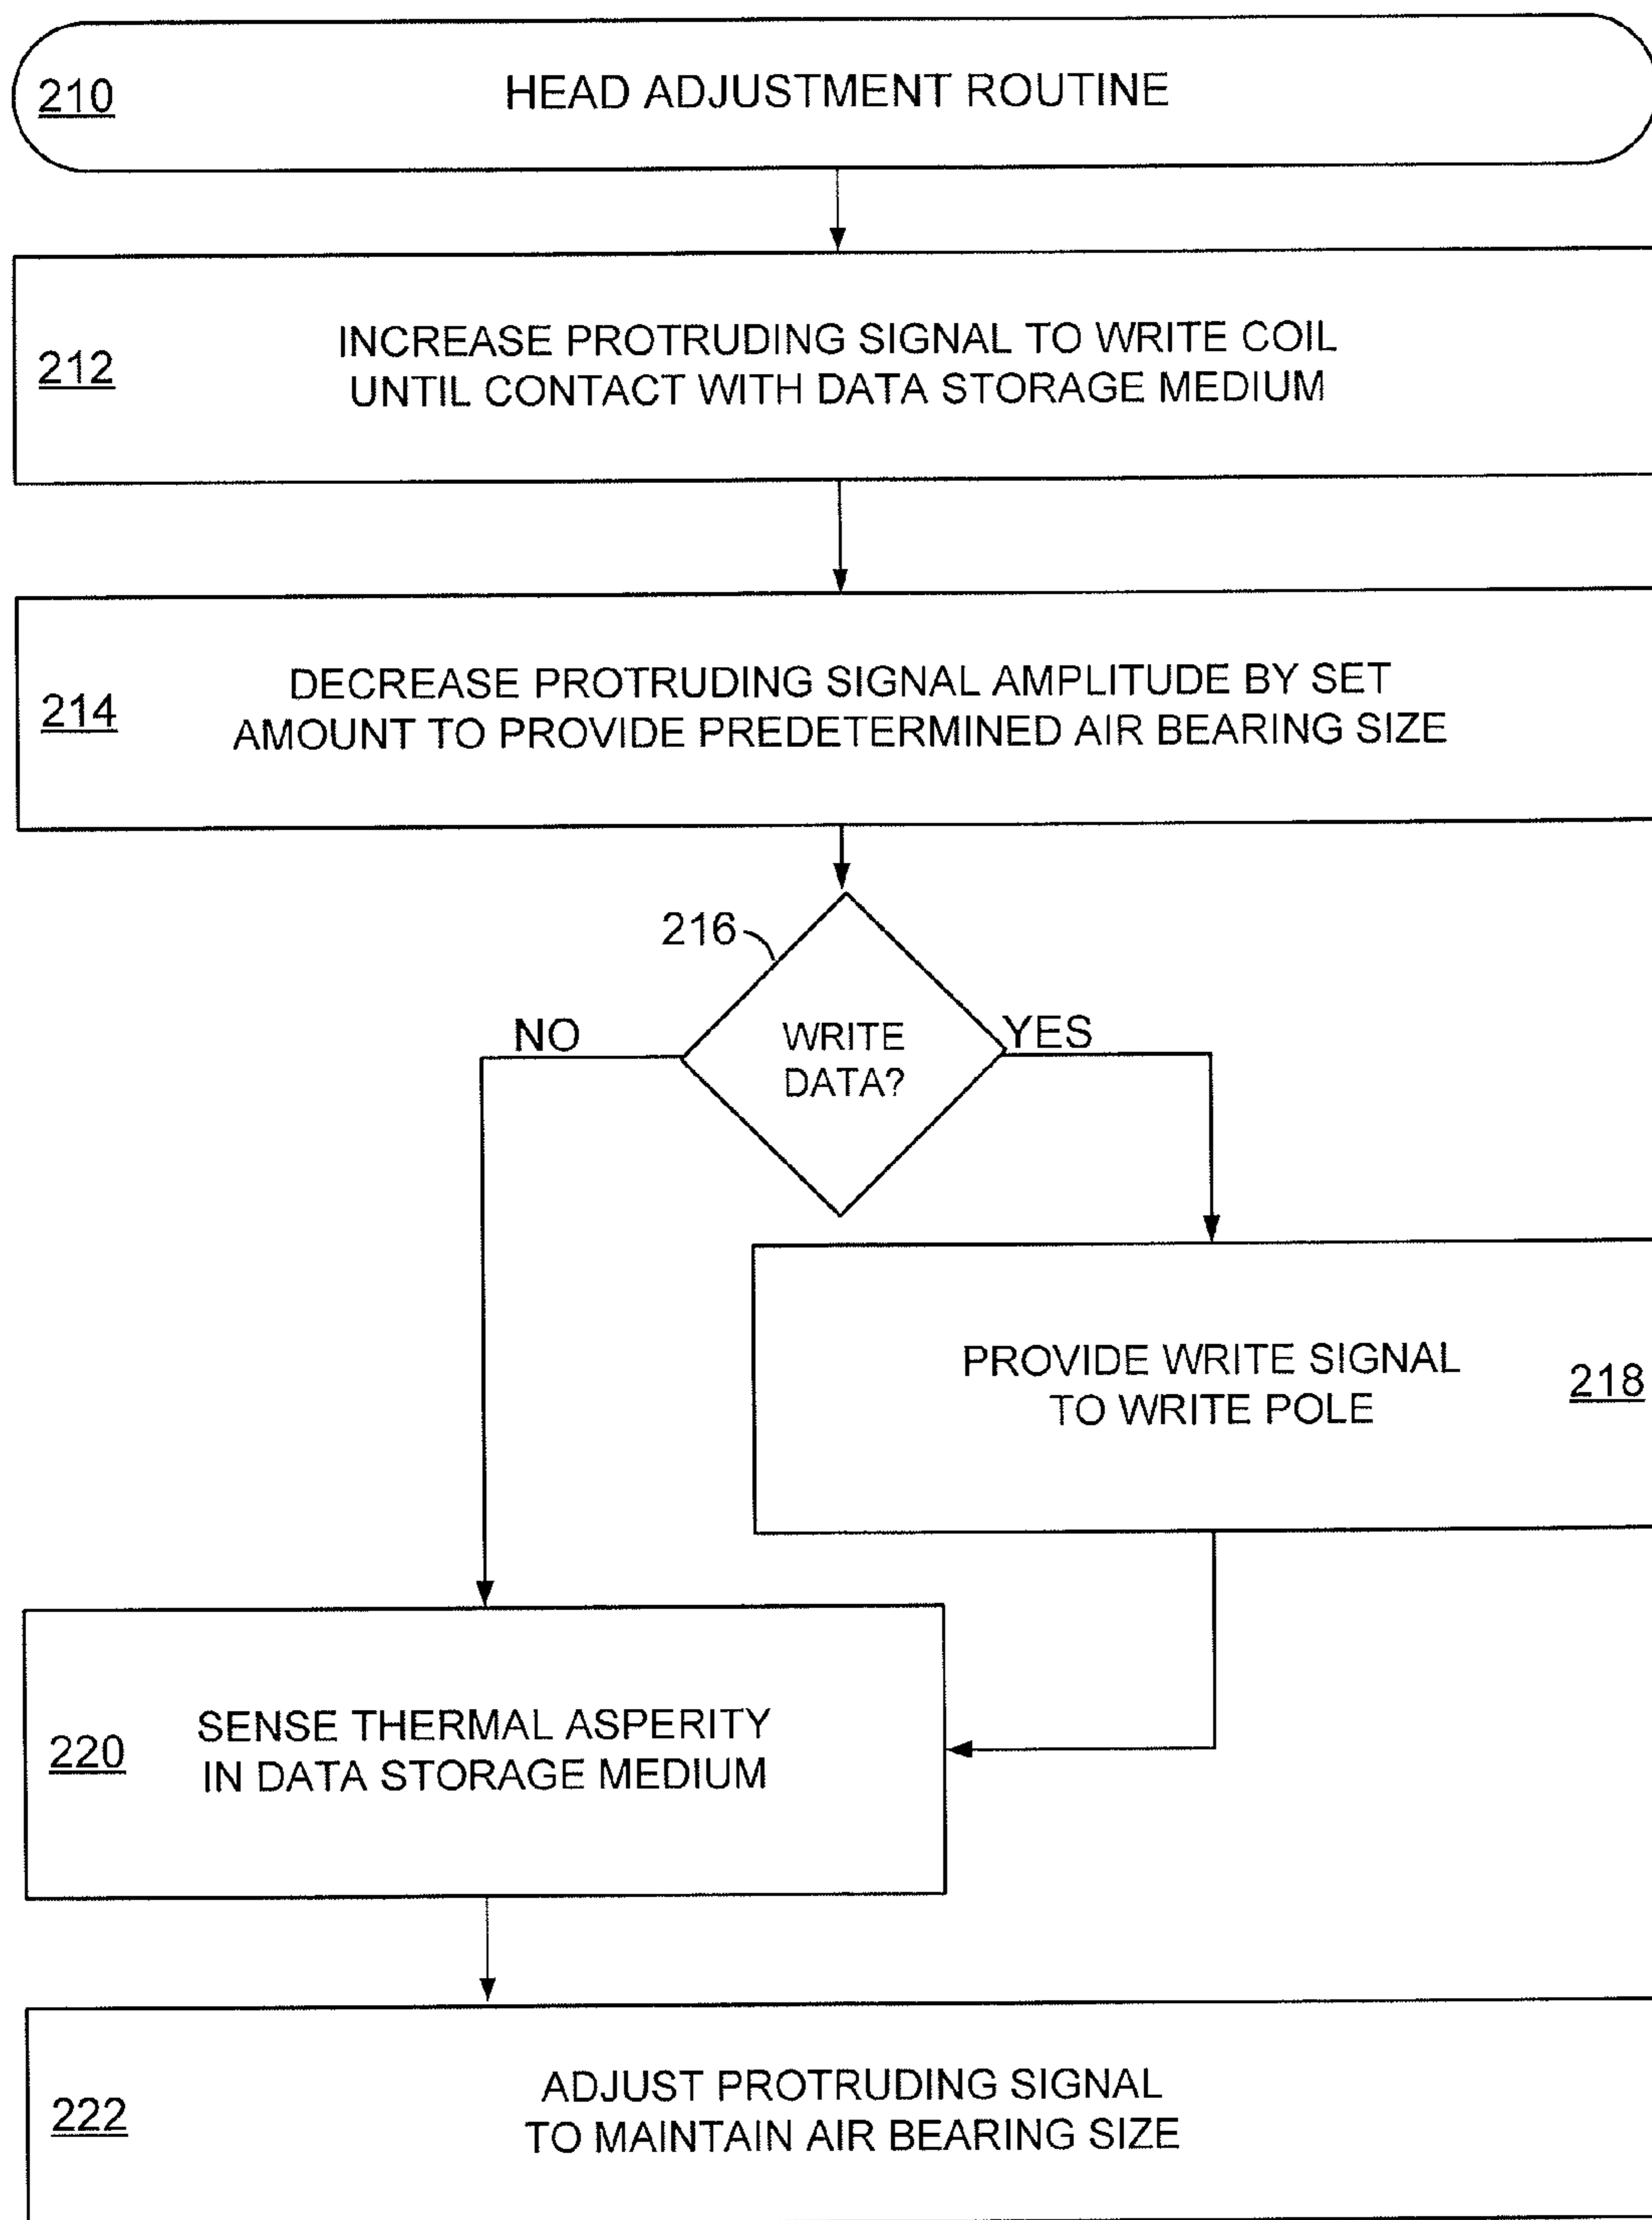 210
HEAD ADJUSTMENT ROUTINE
212
INCREASE PROTRUDING SIGNAL TO WRITE COIL
UNTIL CONTACT WITH DATA STORAGE MEDIUM
214
DECREASE PROTRUDING SIGNAL AMPLITUDE BY SET
AMOUNT TO PROVIDE PREDETERMINED AIR BEARING SIZE
216
NO
YES
WRITE
DATA?
PROVIDE WRITE SIGNAL
TO WRITE POLE
218
220
SENSE THERMAL ASPERITY
IN DATA STORAGE MEDIUM
222
ADJUST PROTRUDING SIGNAL
TO MAINTAIN AIR BEARING SIZE